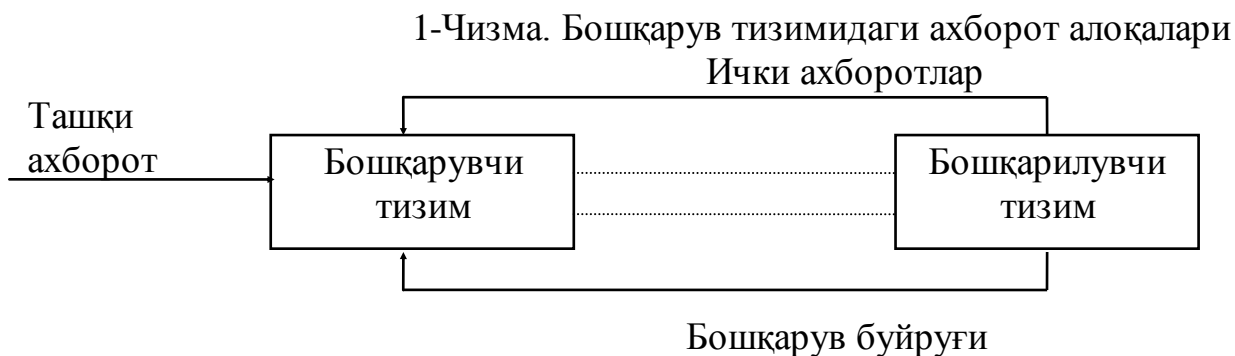 1-Чизма. Бошқарув тизимидаги ахборот алоқалари
Ички ахборотлар
Ташқи
ахборот
Бошқарувчи
тизим
Бошқарилувчи
тизим
Бошқарув буйруғи